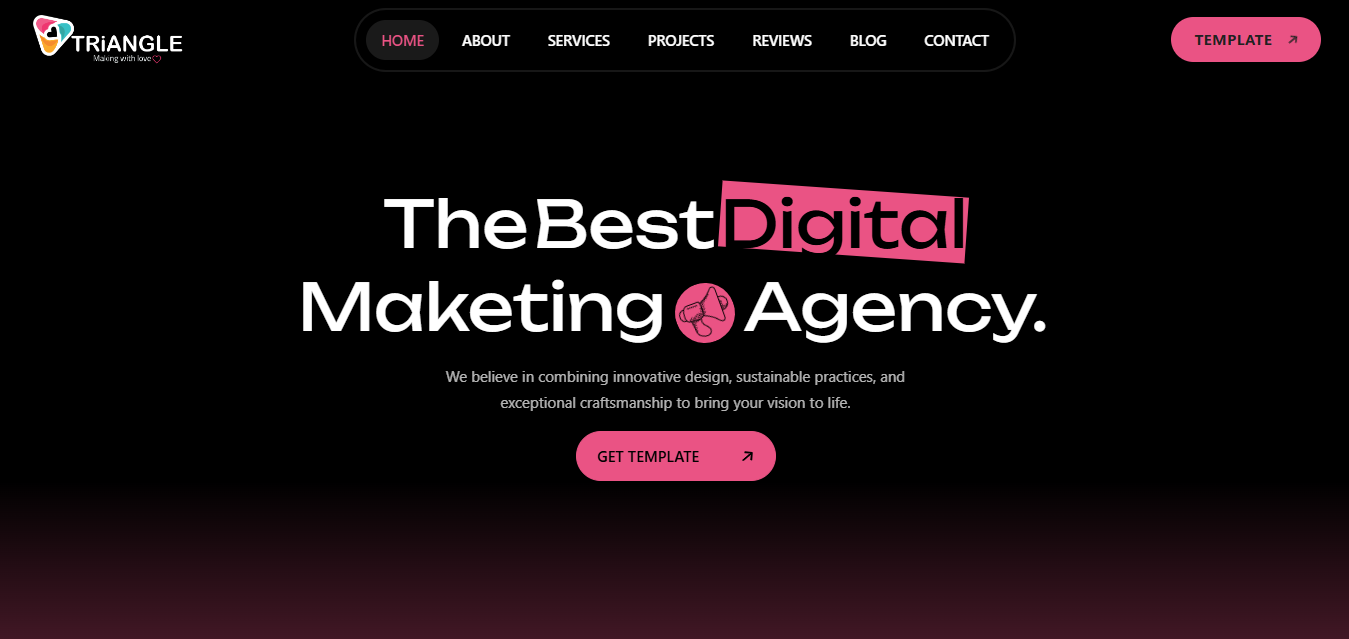 TRiANGLE
Making with love
HOME ABOUT SERVICES PROJECTS REVIEWS BLOG CONTACT
TEMPLATE
The Best Digital
Maketing Agency.
We believe in combining innovative design, sustainable practices, and
exceptional craftsmanship to bring your vision to life.
GET TEMPLATE